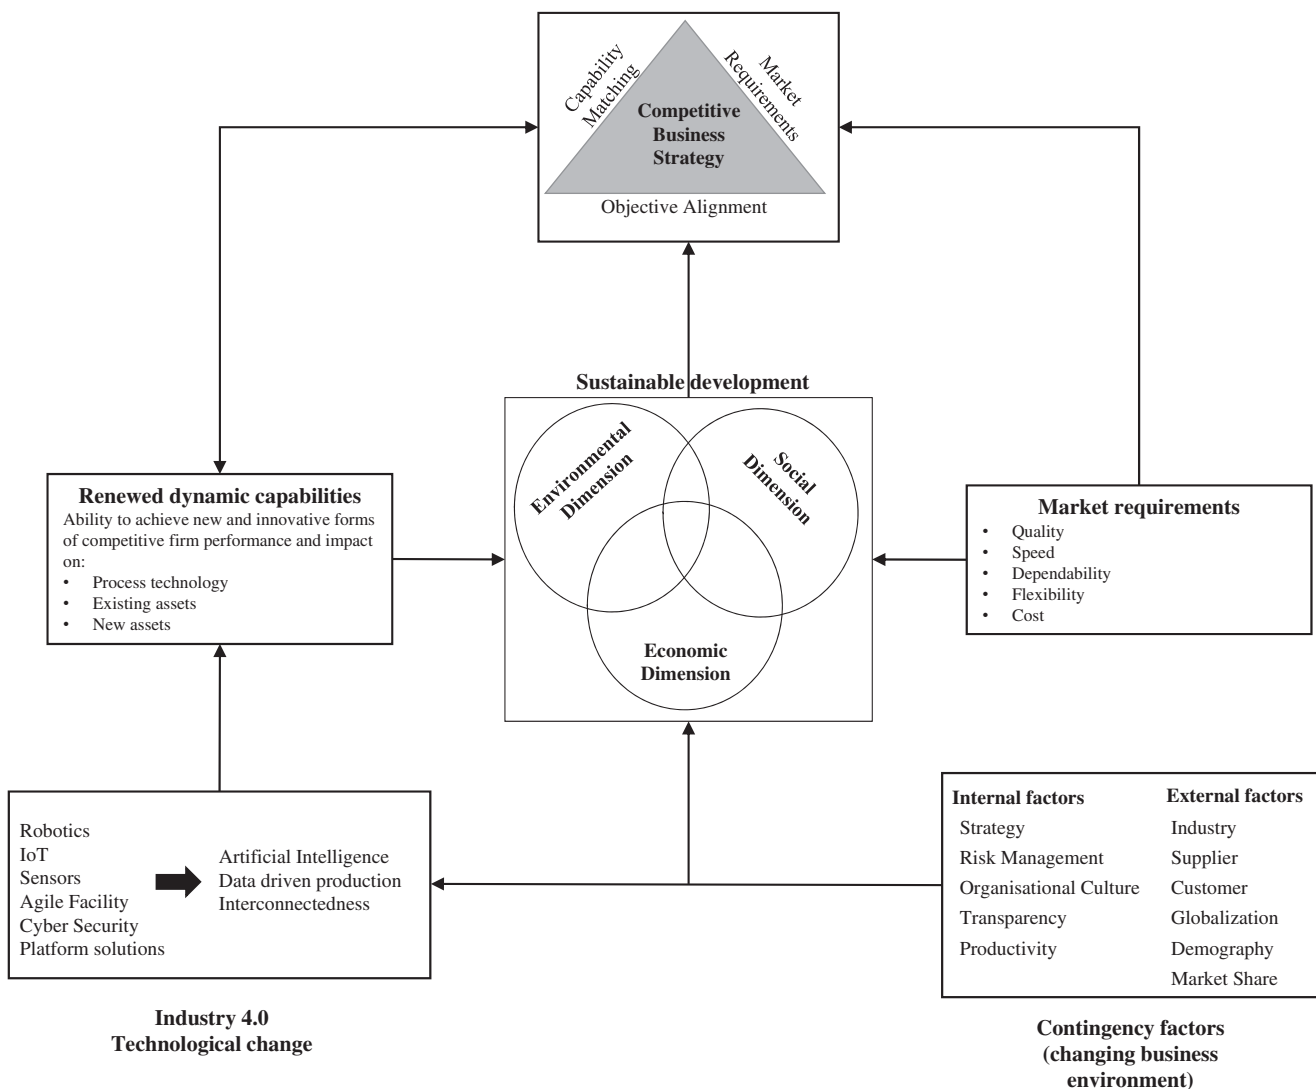 Capability
Matching
Market
Requirements
Competitive
Business
Strategy
Objective Alignment
Sustainable development
Environmental
Dimension
Social
Dimension
Economic
Dimension
Renewed dynamic capabilities
Ability to achieve new and innovative forms
of competitive firm performance and impact
on:
• Process technology
• Existing assets
• New assets
Market requirements
• Quality
• Speed
• Dependability
• Flexibility
• Cost
Robotics
IoT
Sensors
Agile Facility
Cyber Security
Platform solutions
Artificial Intelligence
Data driven production
Interconnectedness
Industry 4.0
Technological change
Internal factors
Strategy
Risk Management
Organisational Culture
Transparency
Productivity
External factors
Industry
Supplier
Customer
Globalization
Demography
Market Share
Contingency factors
(changing business
environment)